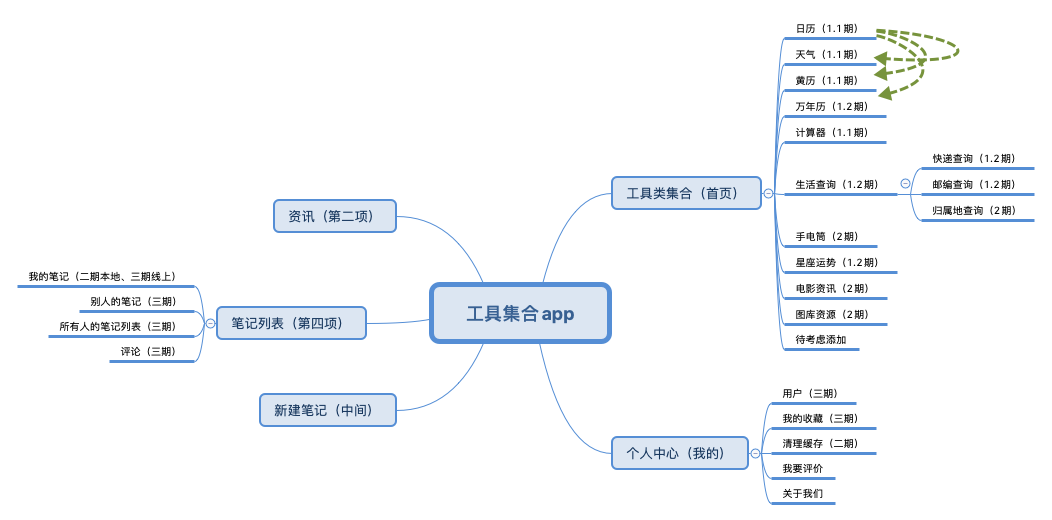 工具集合app
工具类集合（首页）
日历（1.1期）
天气（1.1期）
黄历（1.1期）
万年历（1.2期）
计算器（1.1期）
生活查询（1.2期）
快递查询（1.2期）
邮编查询（1.2期）
归属地查询（2期）
手电筒（2期）
星座运势（1.2期）
电影资讯（2期）
图库资源（2期）
待考虑添加
个人中心（我的）
用户（三期）
我的收藏（三期）
清理缓存（二期）
我要评价
关于我们
资讯（第二项）
笔记列表（第四项）
我的笔记（二期本地、三期线上）
别人的笔记（三期）
所有人的笔记列表（三期）
评论（三期）
新建笔记（中间）